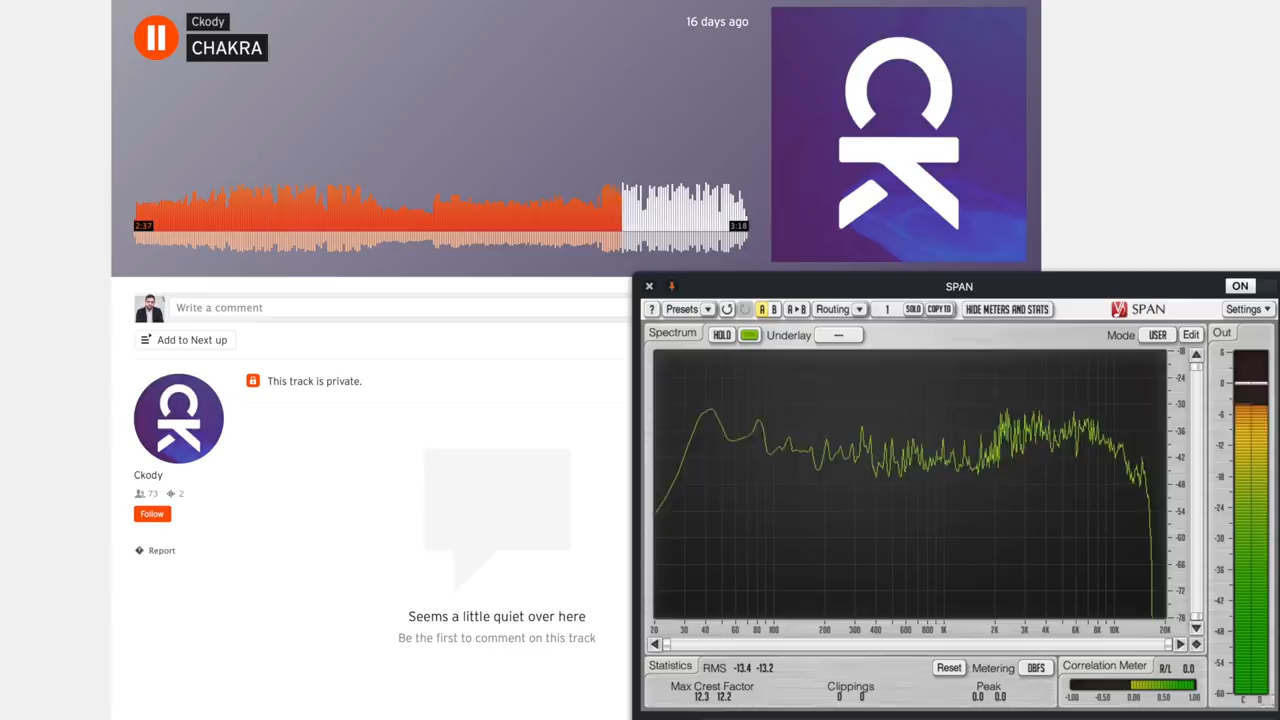 Ckody
16 days ago
CHAKRA
CK
2:37
3:18
Write a comment
Add to Next up
This track is private.
CK
Ckody
73 2
Follow
Report
Seems a little quiet over here
Be the first to comment on this track
SPAN
ON
? Presets A B A▸B Routing 1 SOLO COPY TO HIDE METERS AND STATS SPAN Settings
Spectrum HOLD Underlay — Mode USER Edit Out
-18 -24 -30 -36 -42 -48 -54 -60 -66 -72 -78
6 0 -6 -12 -18 -24 -30 -36 -42 -48 -54 -60
20 30 40 60 80 100 200 300 400 600 800 1K 2K 3K 4K 6K 8K 10K 20K
Statistics RMS -13.4 -13.2 Reset Metering DBFS Correlation Meter R/L 0.0
Max Crest Factor Clippings Peak
12.3 12.2 0 0 0.0 0.0
-1.00 -0.50 0.00 0.50 1.00